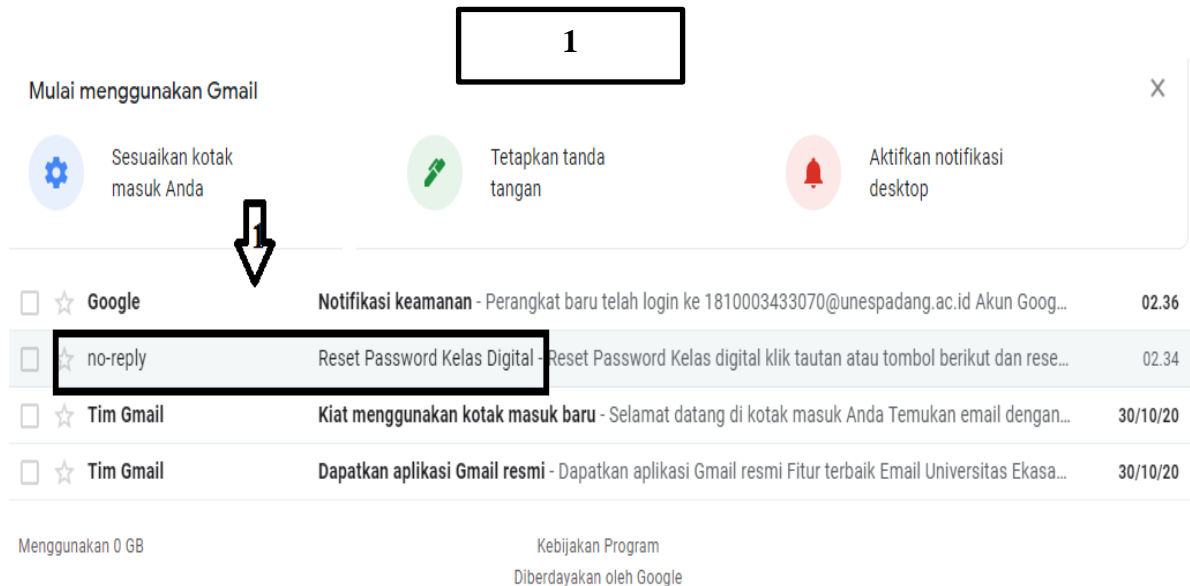 1
Mulai menggunakan Gmail
Sesuaikan kotak
masuk Anda
Tetapkan tanda
tangan
Aktifkan notifikasi
desktop
1
Google Notifikasi keamanan - Perangkat baru telah login ke 1810003433070@unespadang.ac.id Akun Goog... 02.36
no-reply Reset Password Kelas Digital - Reset Password Kelas digital klik tautan atau tombol berikut dan rese... 02.34
Tim Gmail Kiat menggunakan kotak masuk baru - Selamat datang di kotak masuk Anda Temukan email dengan... 30/10/20
Tim Gmail Dapatkan aplikasi Gmail resmi - Dapatkan aplikasi Gmail resmi Fitur terbaik Email Universitas Ekasa... 30/10/20
Menggunakan 0 GB
Kebijakan Program
Diberdayakan oleh Google